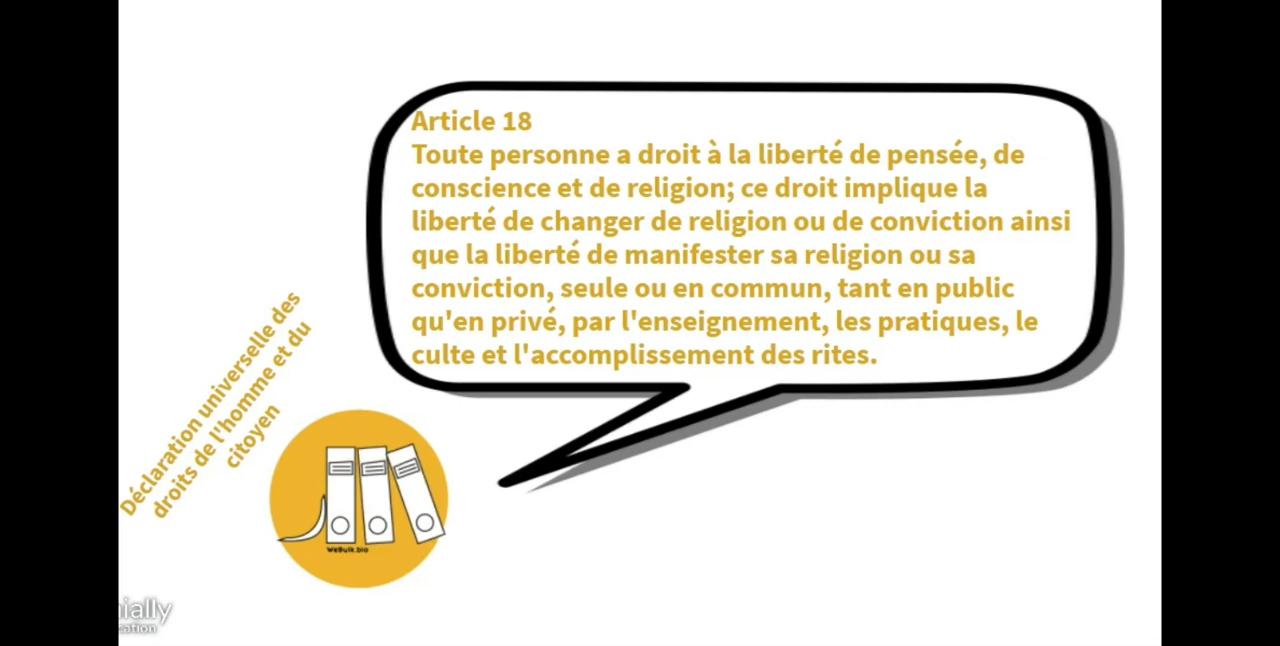 Article 18
Toute personne a droit à la liberté de pensée, de
conscience et de religion; ce droit implique la
liberté de changer de religion ou de conviction ainsi
que la liberté de manifester sa religion ou sa
conviction, seule ou en commun, tant en public
qu'en privé, par l'enseignement, les pratiques, le
culte et l'accomplissement des rites.
Déclaration universelle des
droits de l'homme et du
citoyen
WeBulk.bio